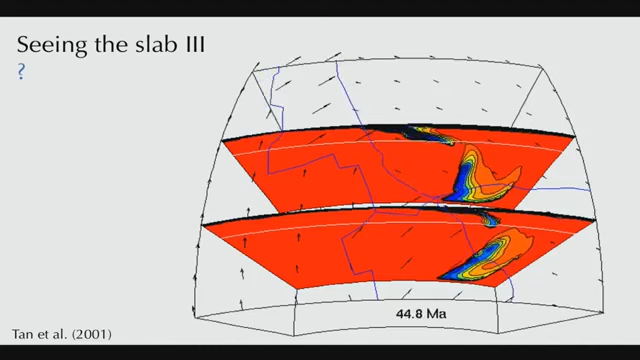 Seeing the slab III
?
44.8 Ma
Tan et al. (2001)